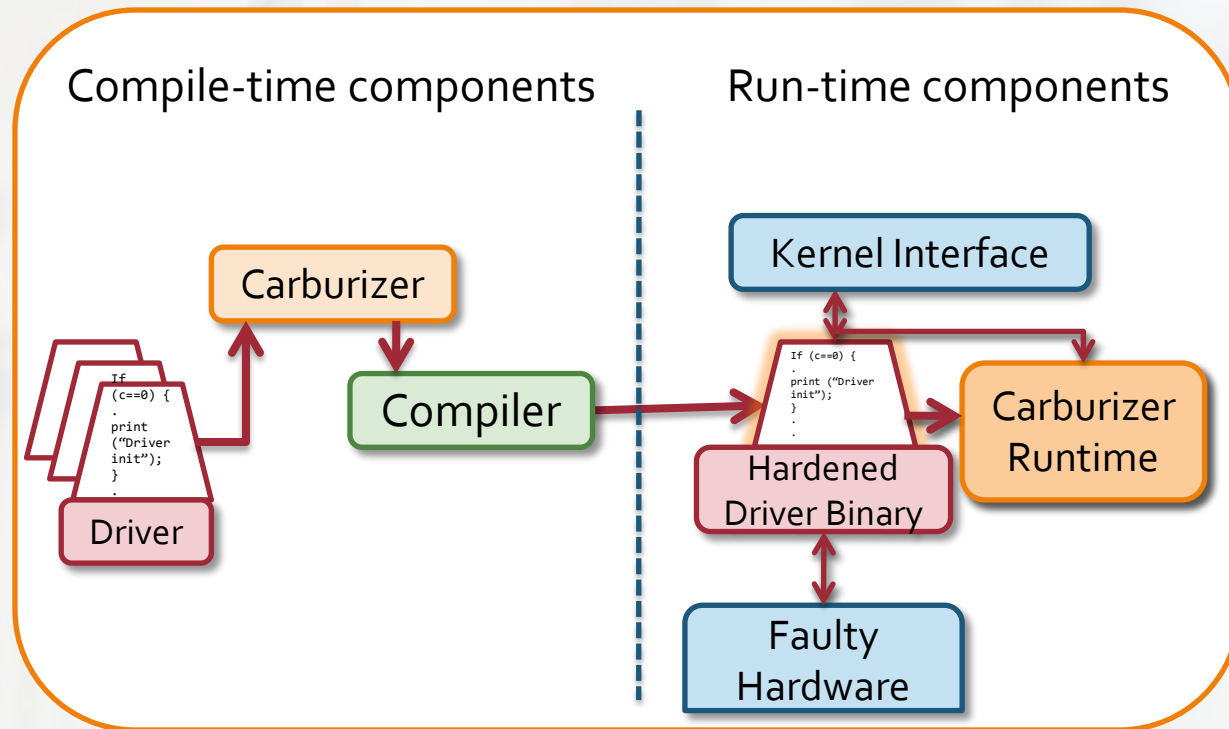 Compile-time components
Run-time components
Carburizer
If
(c==0) {
.
print
(“Driver
init”);
}
.
Driver
Compiler
Kernel Interface
If (c==0) {
.
print (“Driver
init”);
}
.
.
Hardened
Driver Binary
Carburizer
Runtime
Faulty
Hardware